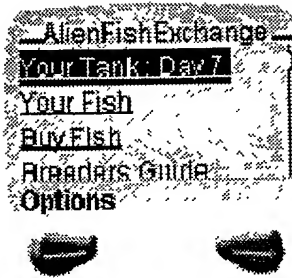 AlienFishExchange
Your Tank: Day 7
Your Fish
Buy Fish
Breeders Guide
Options